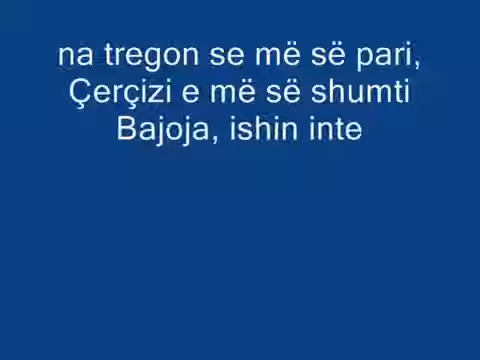 na tregon se më së pari,
Çerçizi e më së shumti
Bajoja, ishin inte